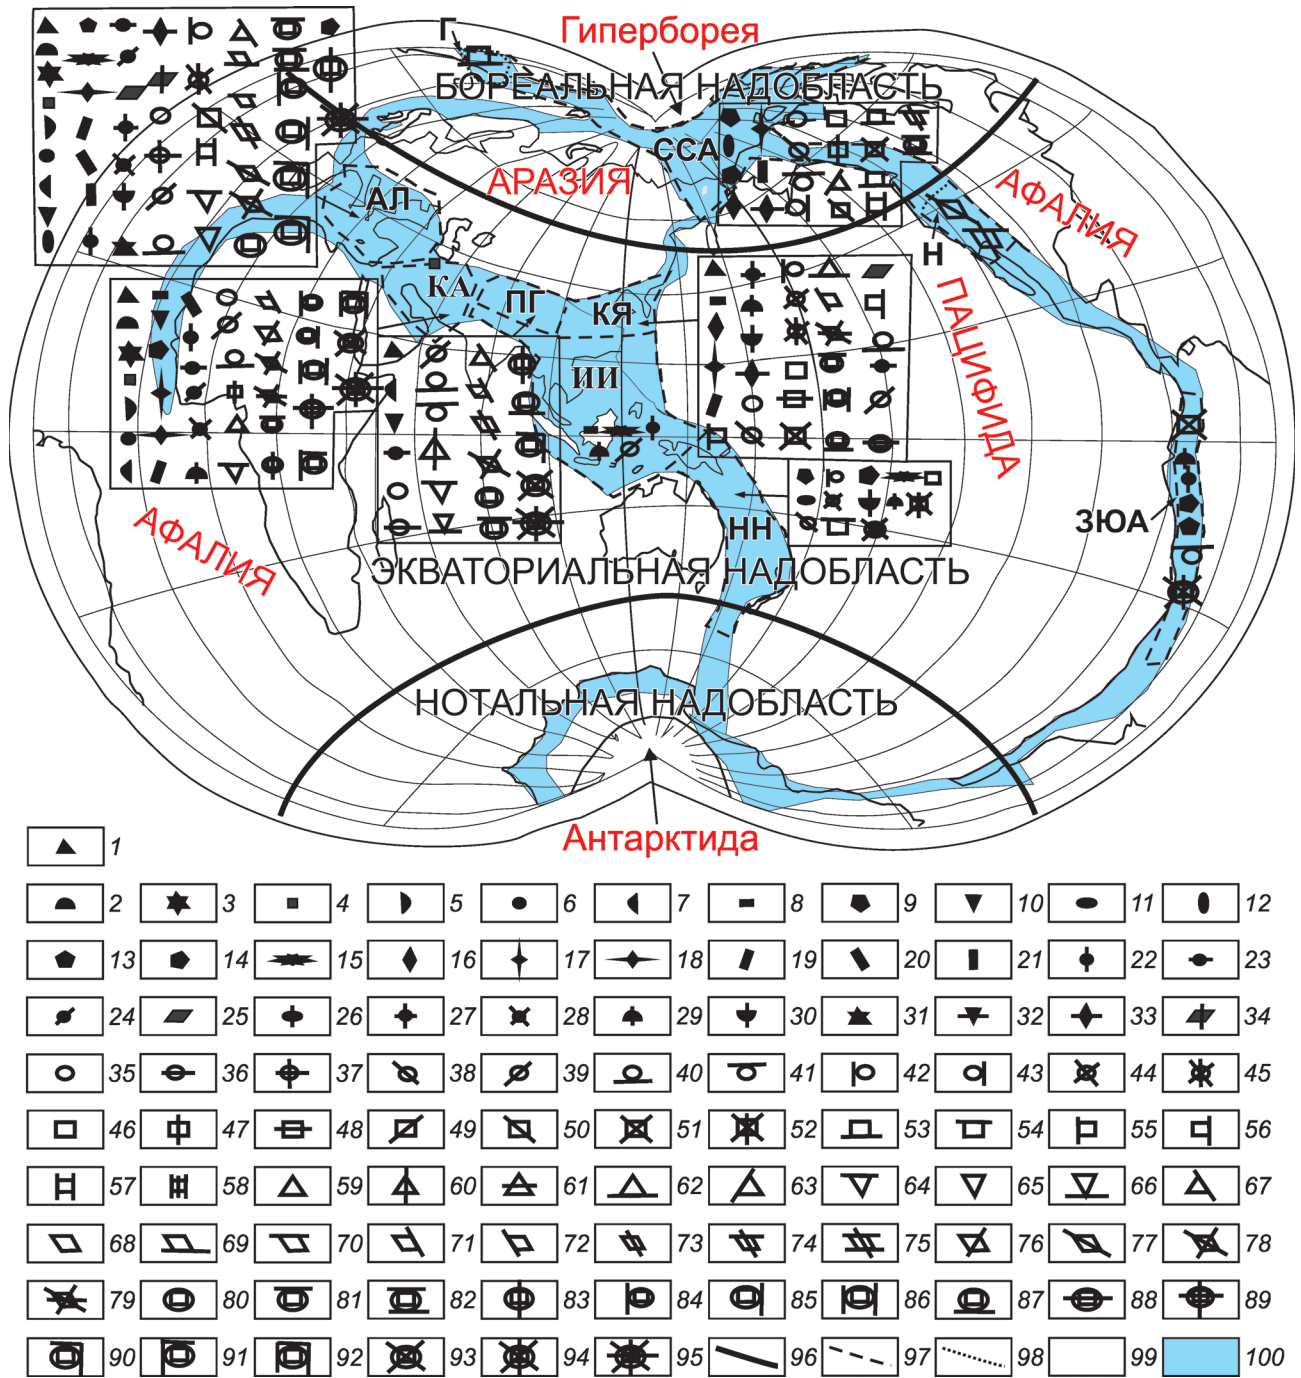 Г
Гиперборея
БОРЕАЛЬНАЯ НАДОБЛАСТЬ
ССА
АРАЗИЯ
АФАЛИЯ
АЛ
Н
КА
ПГ
КЯ
ПАЦИФИДА
ИИ
ЗЮА
НН
АФАЛИЯ
ЭКВАТОРИАЛЬНАЯ НАДОБЛАСТЬ
НОТАЛЬНАЯ НАДОБЛАСТЬ
Антарктида
1
2 3 4 5 6 7 8 9 10 11 12
13 14 15 16 17 18 19 20 21 22 23
24 25 26 27 28 29 30 31 32 33 34
35 36 37 38 39 40 41 42 43 44 45
46 47 48 49 50 51 52 53 54 55 56
57 58 59 60 61 62 63 64 65 66 67
68 69 70 71 72 73 74 75 76 77 78
79 80 81 82 83 84 85 86 87 88 89
90 91 92 93 94 95 96 97 98 99 100